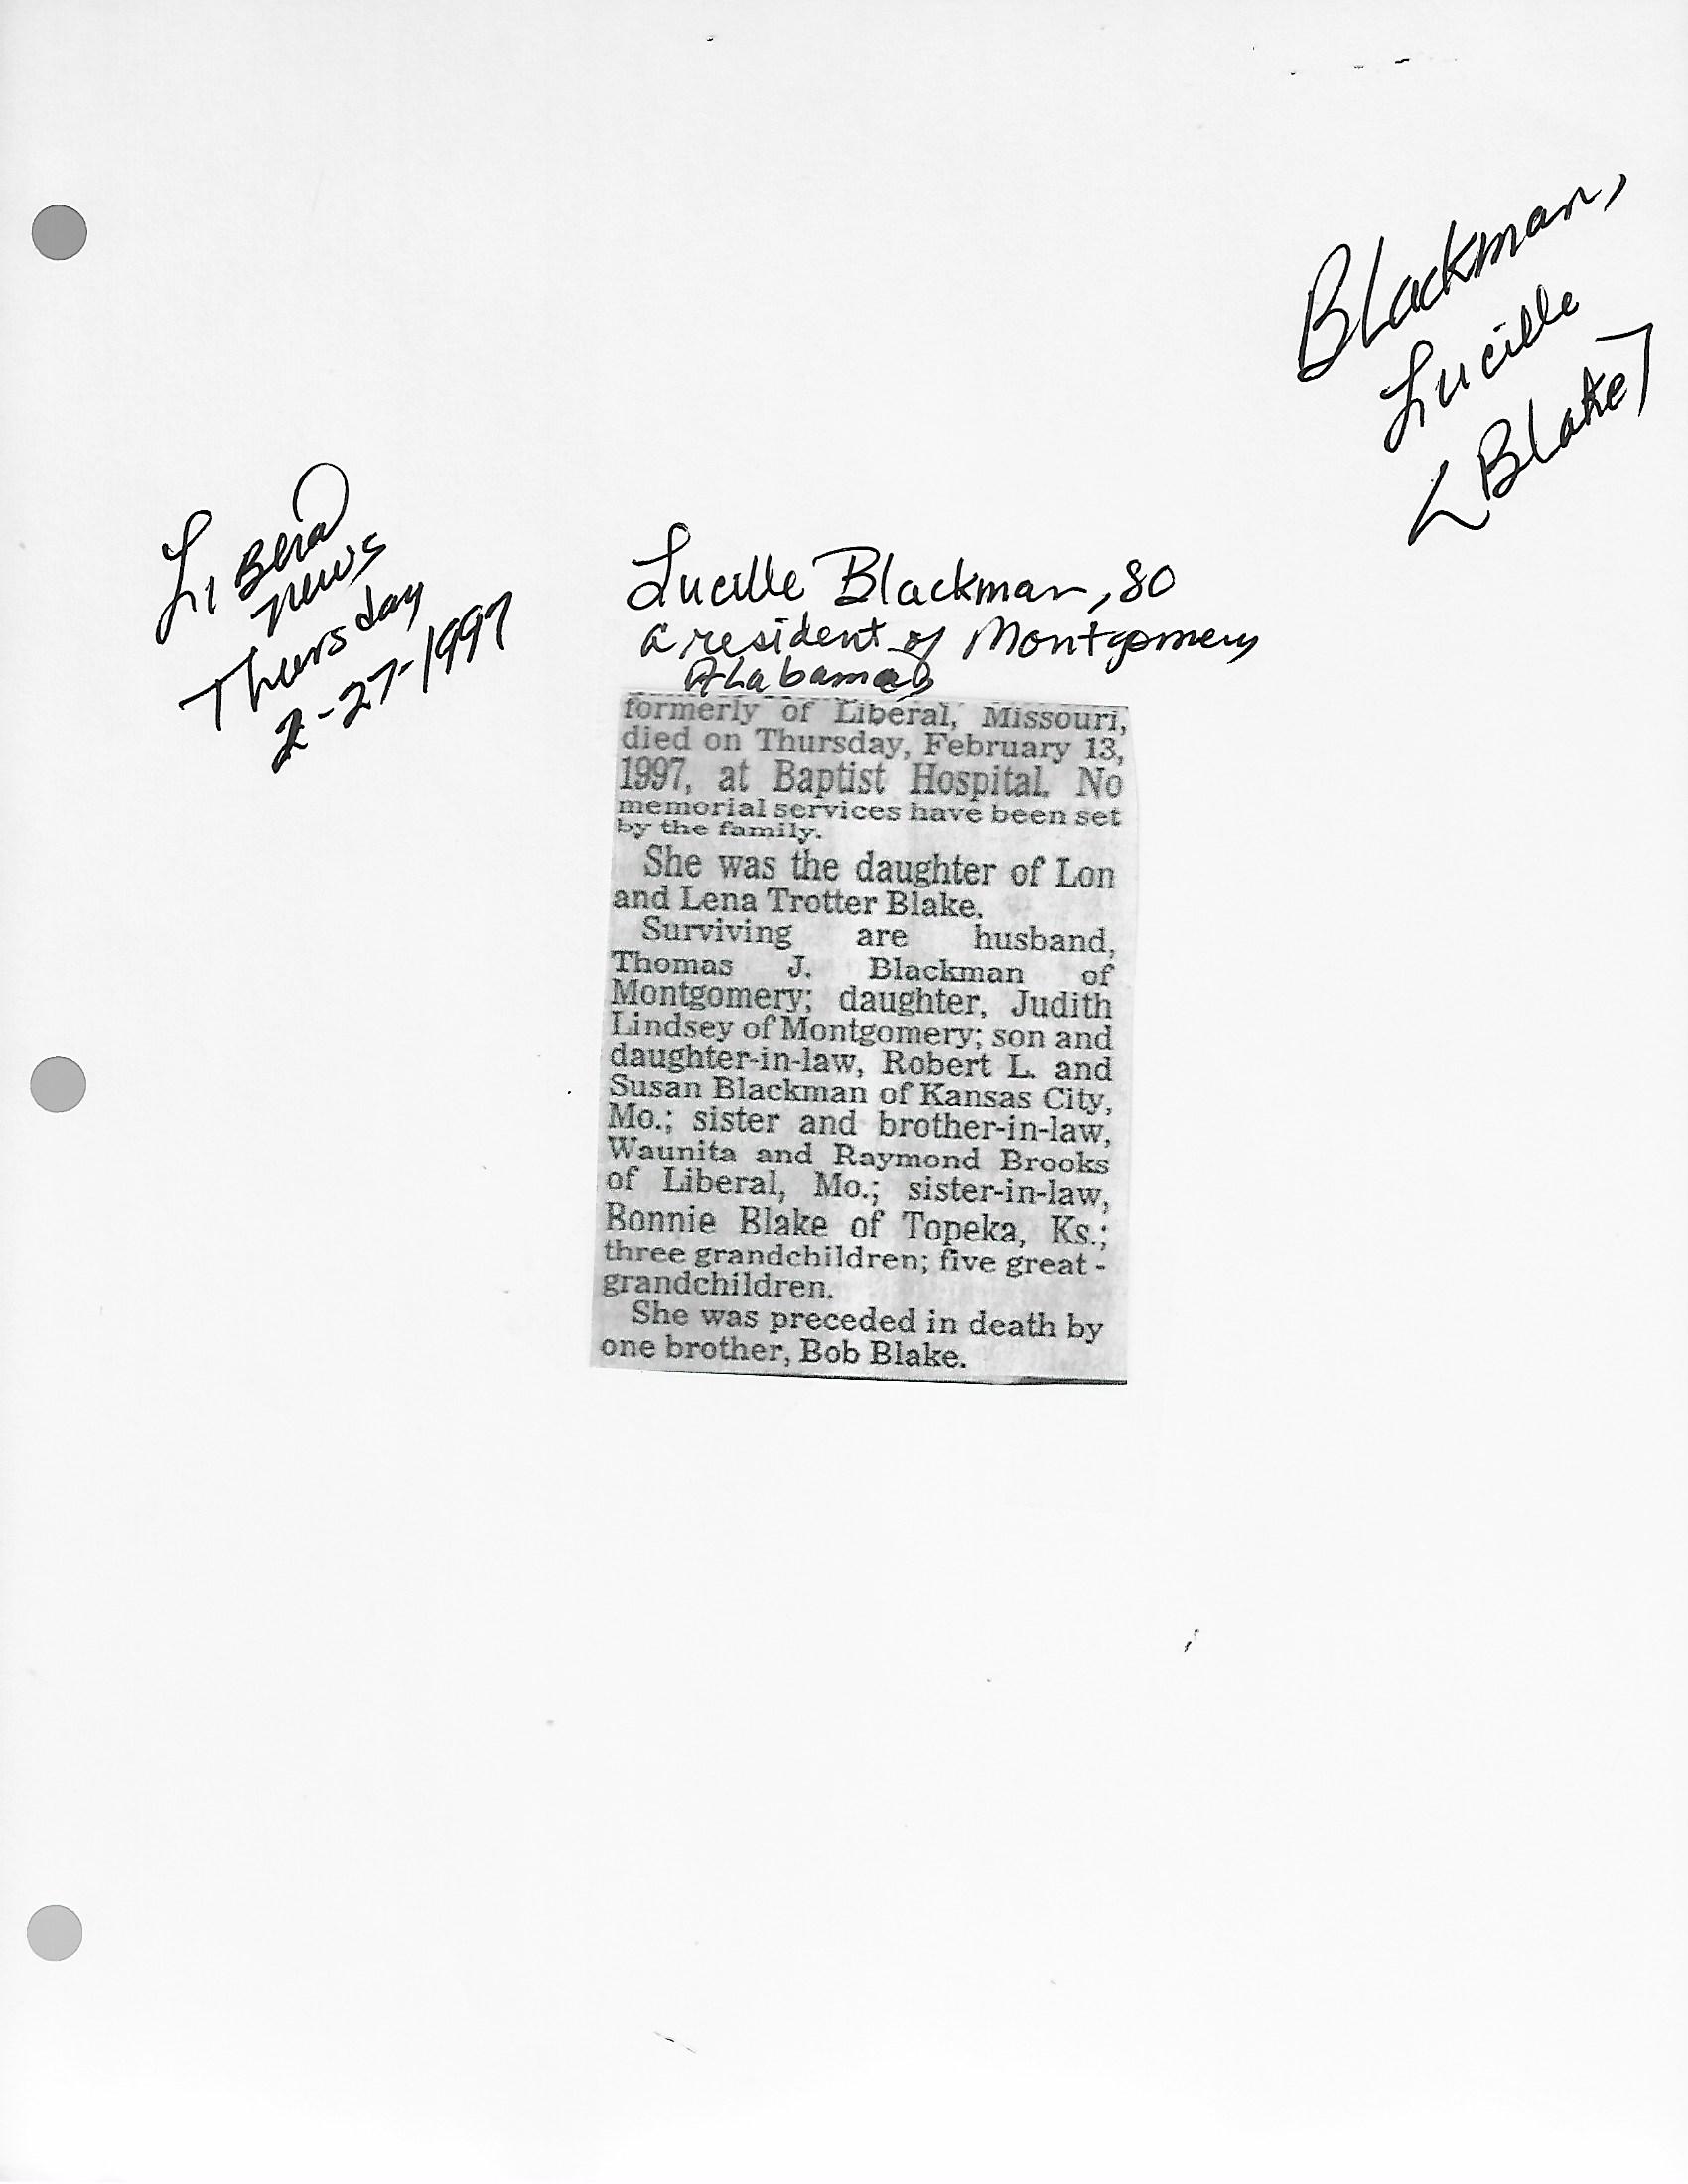 Blackman,
Lucille
<Blake>
Liberal
News
Thursday
2-27-1997
Lucille Blackman, 80
a resident of Montgomery
Alabama
formerly of Liberal, Missouri,
died on Thursday, February 13,
1997, at Baptist Hospital. No
memorial services have been set
by the family.
She was the daughter of Lon
and Lena Trotter Blake.
Surviving are husband,
Thomas J. Blackman of
Montgomery; daughter, Judith
Lindsey of Montgomery; son and
daughter-in-law, Robert L. and
Susan Blackman of Kansas City,
Mo.; sister and brother-in-law,
Waunita and Raymond Brooks
of Liberal, Mo.; sister-in-law,
Bonnie Blake of Topeka, Ks.;
three grandchildren; five great-
grandchildren.
She was preceded in death by
one brother, Bob Blake.